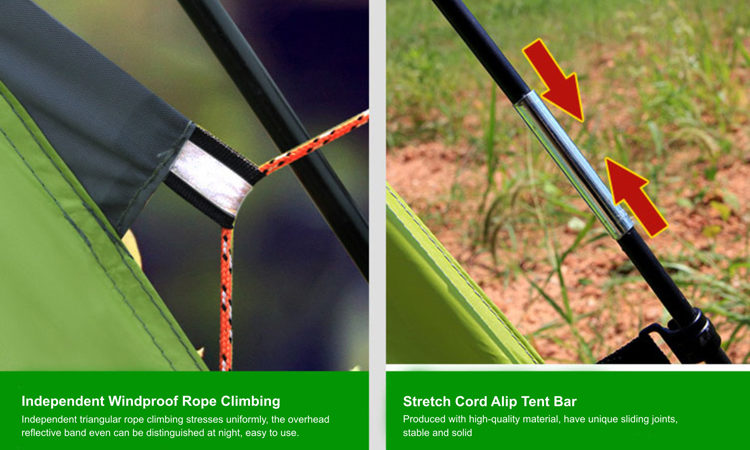 Independent Windproof Rope Climbing
Independent triangular rope climbing stresses uniformly, the overhead
reflective band even can be distinguished at night, easy to use.
Stretch Cord Alip Tent Bar
Produced with high-quality material, have unique sliding joints,
stable and solid